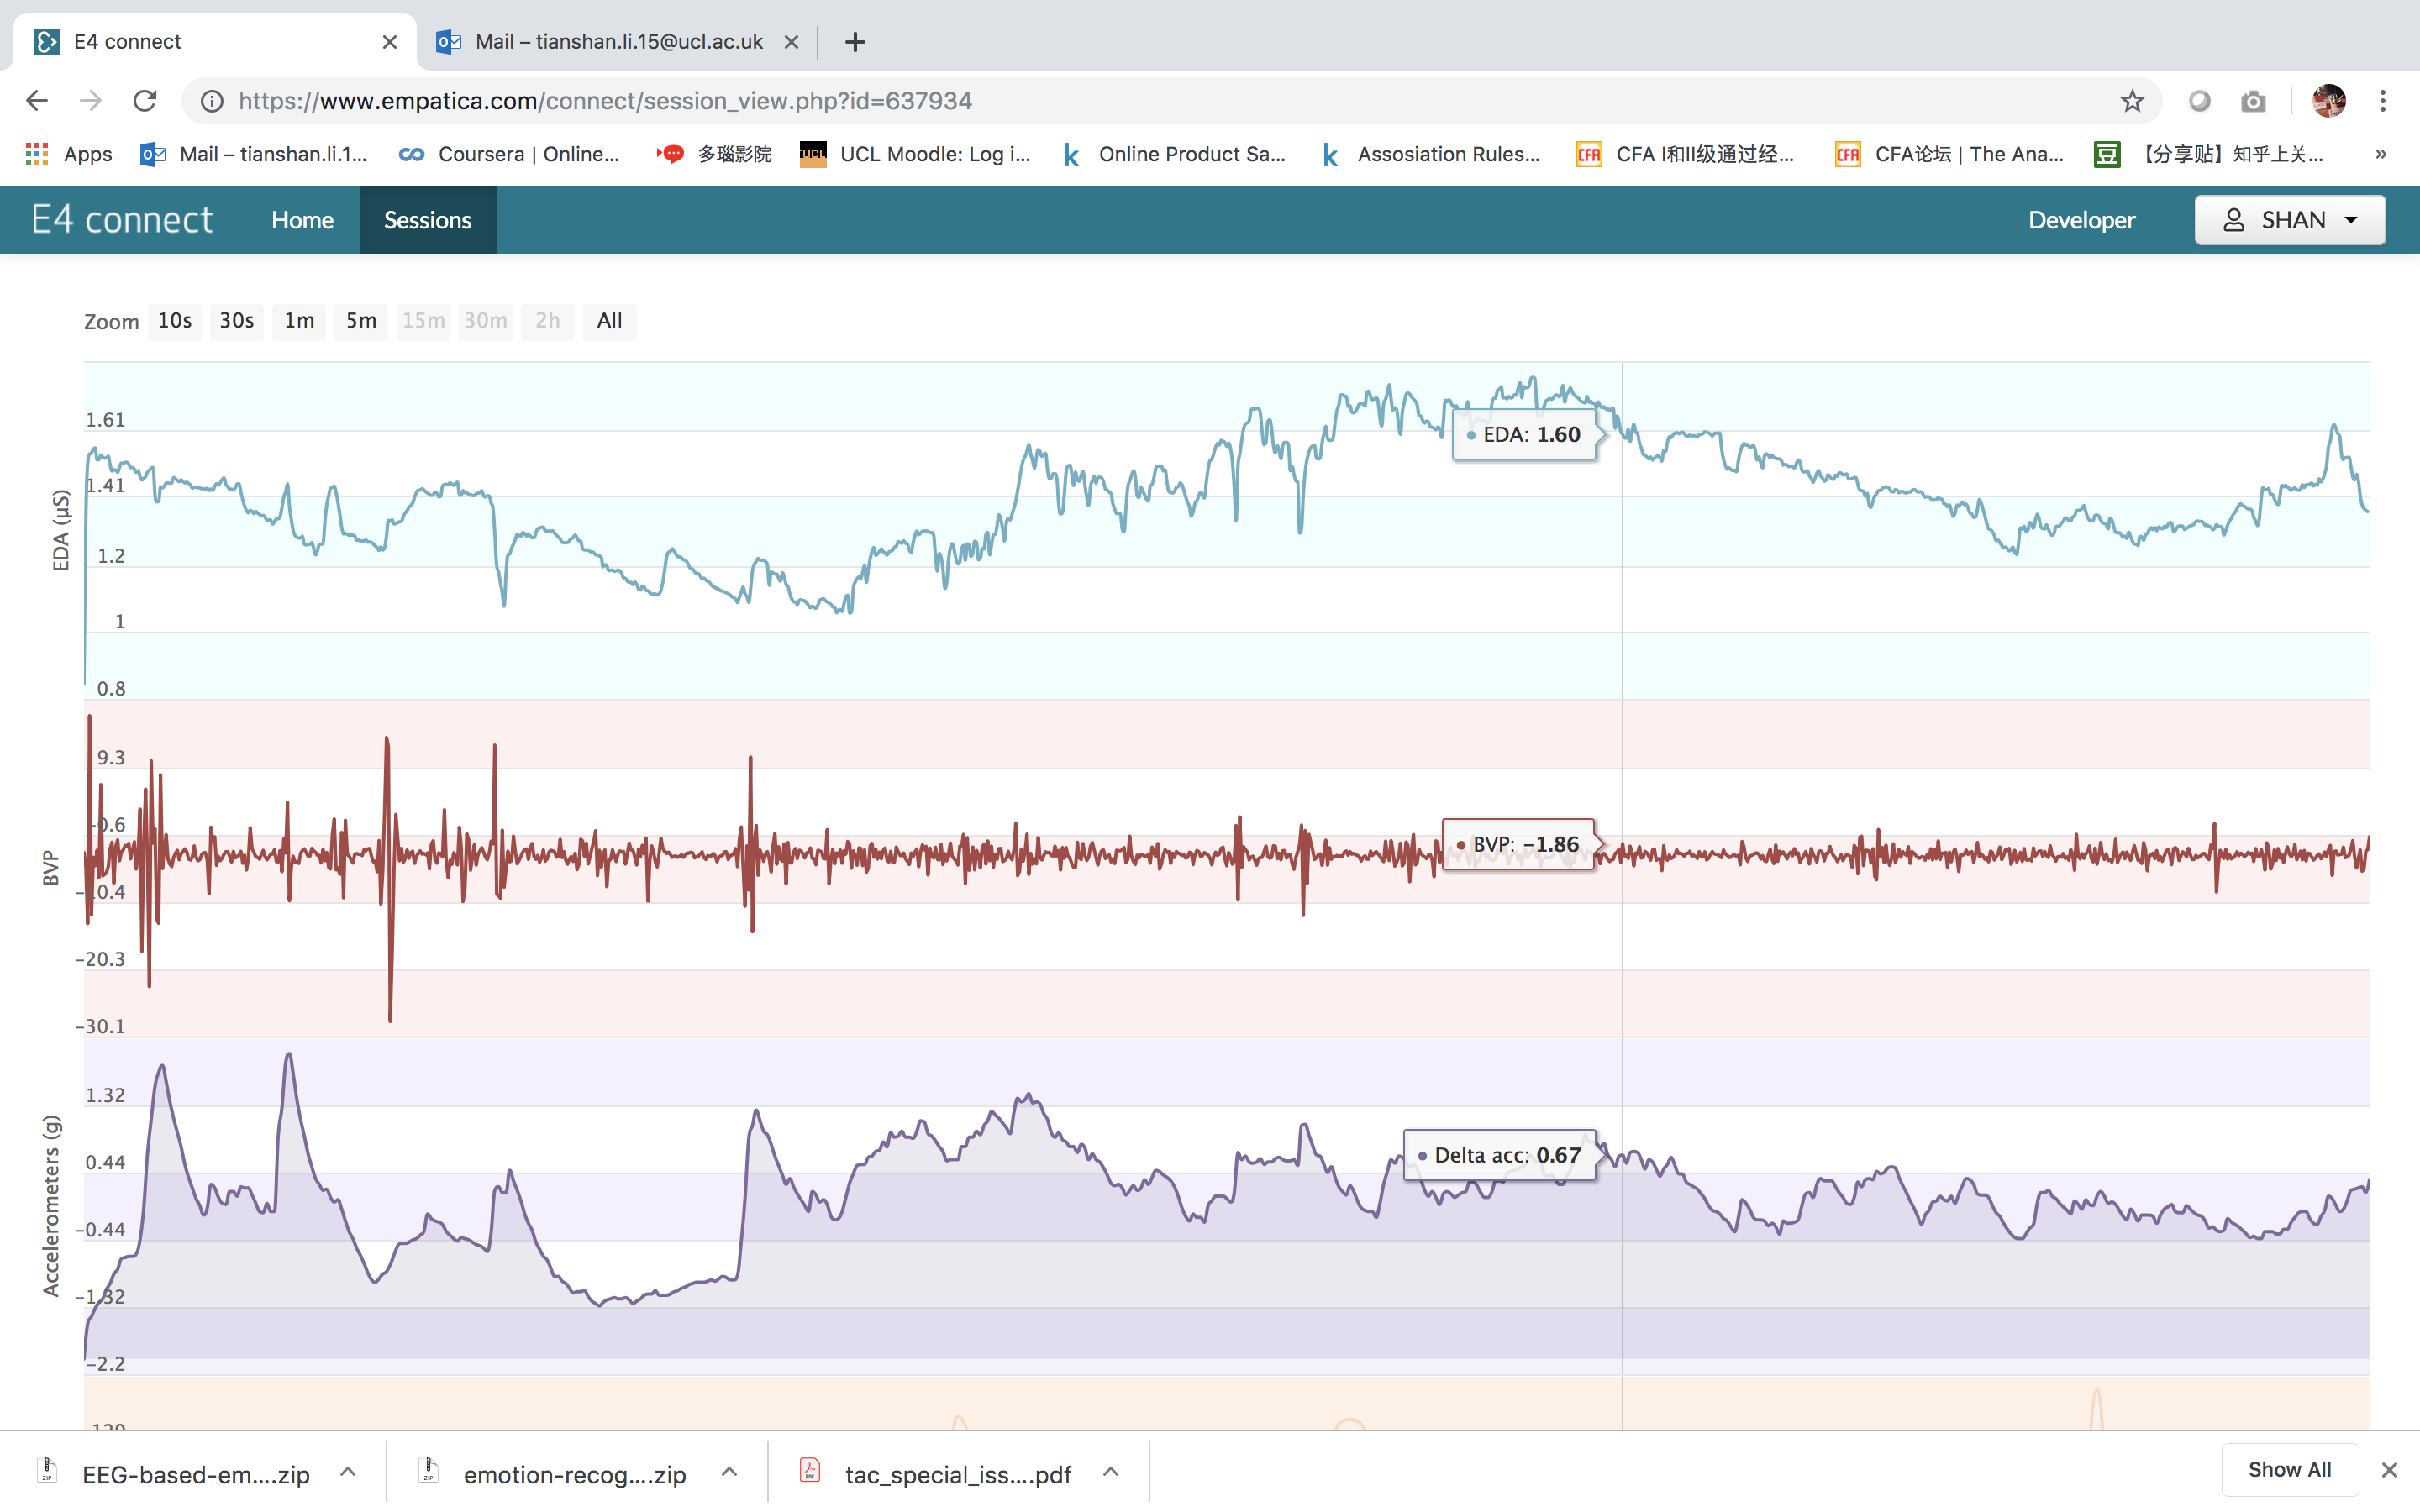 E4 connect
Mail – tianshan.li.15@ucl.ac.uk
https://www.empatica.com/connect/session_view.php?id=637934
Apps
Mail – tianshan.li.1...
Coursera | Online...
多瑙影院
UCL Moodle: Log i...
Online Product Sa...
Assosiation Rules...
CFA I和II级通过经...
CFA论坛 | The Ana...
【分享贴】知乎上关...
»
E4 connect
Home
Sessions
Developer
SHAN
Zoom 10s 30s 1m 5m 15m 30m 2h All
EDA (µS)
1.61
1.41
1.2
1
0.8
EDA: 1.60
BVP
9.3
-0.6
-10.4
-20.3
-30.1
BVP: -1.86
Accelerometers (g)
1.32
0.44
-0.44
-1.32
-2.2
Delta acc: 0.67
EEG-based-em....zip
emotion-recog....zip
tac_special_iss....pdf
Show All